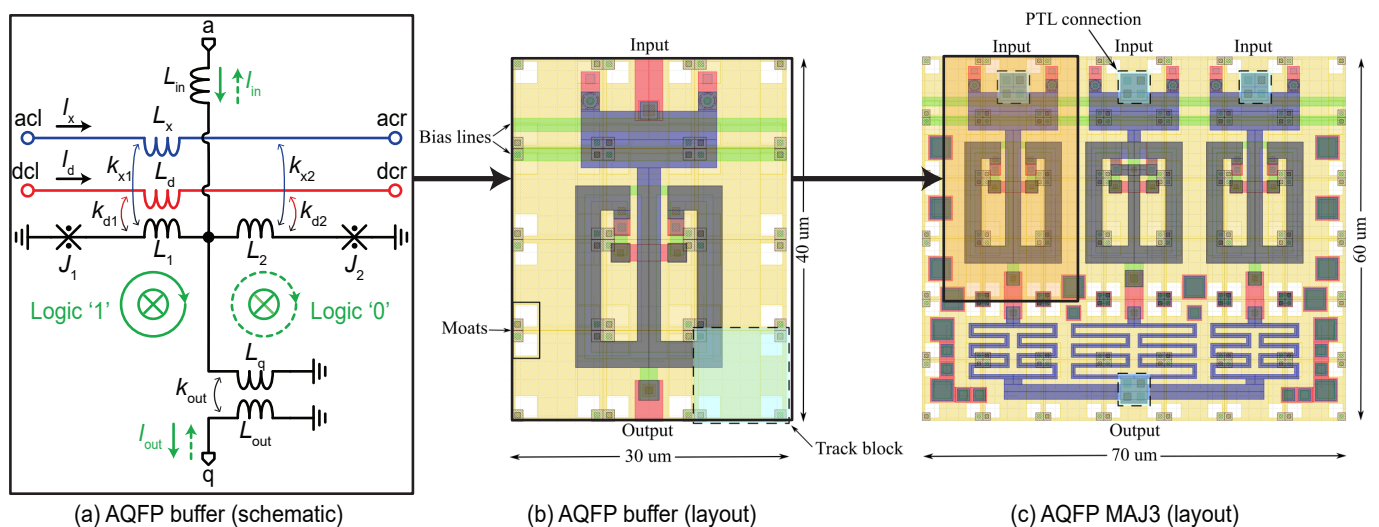 a
L_in
I_in
acl
I_x
L_x
acr
k_x1
k_x2
dcl
I_d
L_d
dcr
k_d1
k_d2
J_1
L_1
L_2
J_2
Logic ‘1’
Logic ‘0’
L_q
k_out
L_out
I_out
q
(a) AQFP buffer (schematic)
Input
Bias lines
Bias lines
Moats
40 um
Output
Track block
30 um
(b) AQFP buffer (layout)
PTL connection
Input
Input
Input
60 um
Output
70 um
(c) AQFP MAJ3 (layout)